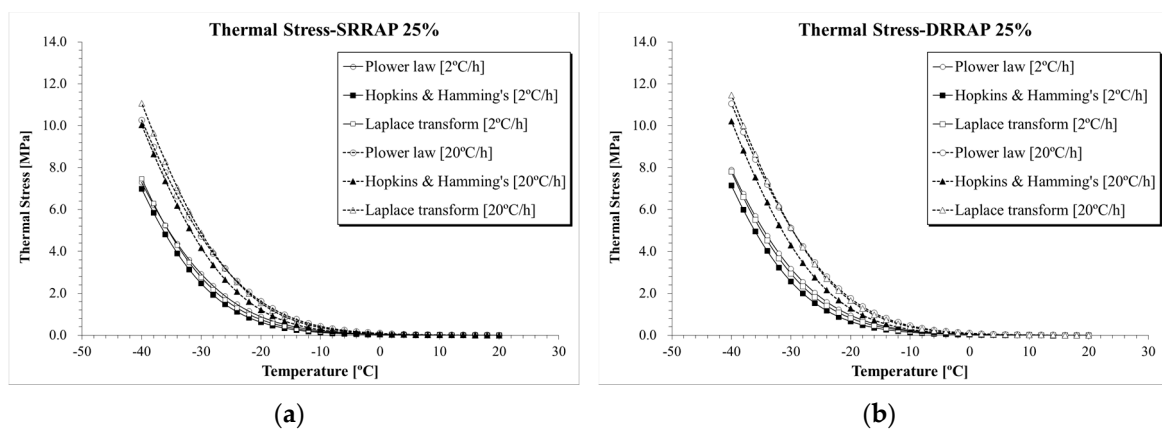 Thermal Stress-SRRAP 25%
14.0
12.0
10.0
8.0
6.0
4.0
2.0
0.0
Thermal Stress [MPa]
Plower law [2ºC/h]
Hopkins & Hamming's [2ºC/h]
Laplace transform [2ºC/h]
Plower law [20ºC/h]
Hopkins & Hamming's [20ºC/h]
Laplace transform [20ºC/h]
-50 -40 -30 -20 -10 0 10 20 30
Temperature [ºC]
(a)
Thermal Stress-DRRAP 25%
14.0
12.0
10.0
8.0
6.0
4.0
2.0
0.0
Thermal Stress [MPa]
Plower law [2ºC/h]
Hopkins & Hamming's [2ºC/h]
Laplace transform [2ºC/h]
Plower law [20ºC/h]
Hopkins & Hamming's [20ºC/h]
Laplace transform [20ºC/h]
-50 -40 -30 -20 -10 0 10 20 30
Temperature [ºC]
(b)